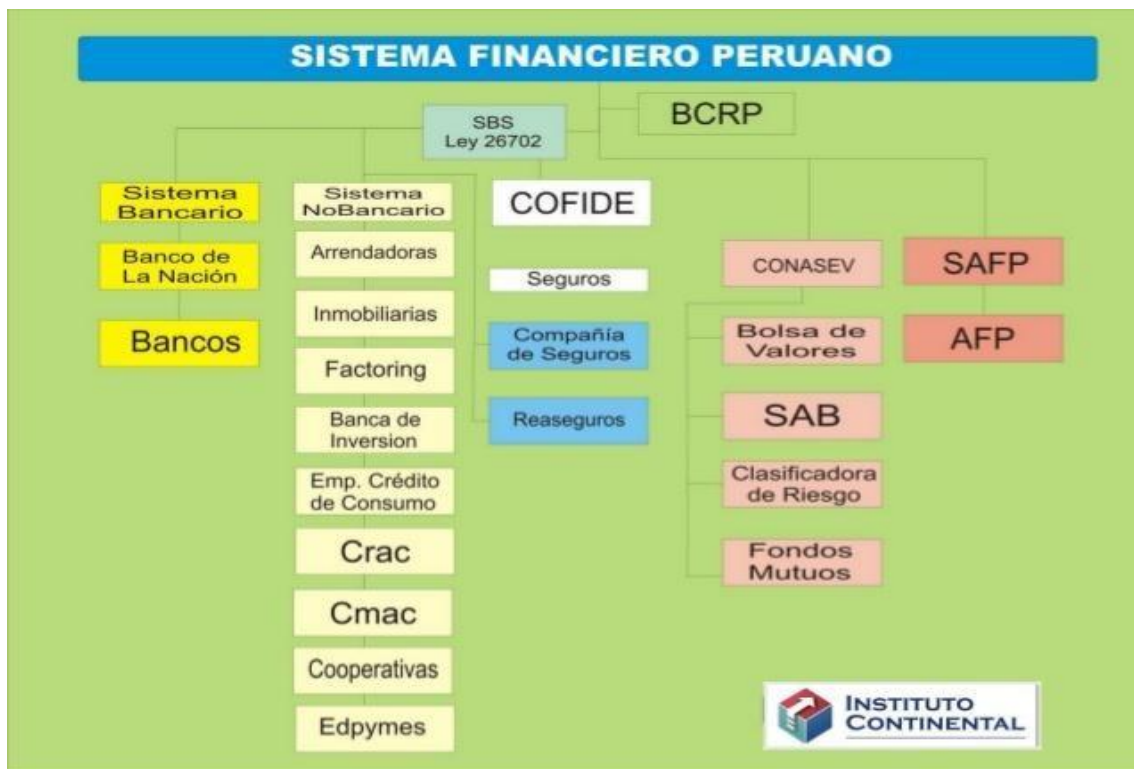 SISTEMA FINANCIERO PERUANO
BCRP
SBS
Ley 26702
Sistema
Bancario
Banco de
La Nación
Bancos
Sistema
NoBancario
Arrendadoras
Inmobiliarias
Factoring
Banca de
Inversion
Emp. Crédito
de Consumo
Crac
Cmac
Cooperativas
Edpymes
COFIDE
Seguros
Compañía
de Seguros
Reaseguros
CONASEV
Bolsa de
Valores
SAB
Clasificadora
de Riesgo
Fondos
Mutuos
SAFP
AFP
INSTITUTO
CONTINENTAL